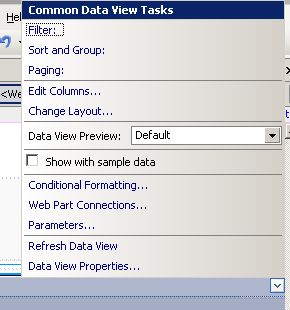 Common Data View Tasks
Hel
Filter:
Sort and Group:
Paging:
<We
Edit Columns...
Change Layout...
Data View Preview: Default
Show with sample data
Conditional Formatting...
Web Part Connections...
Parameters...
Refresh Data View
Data View Properties...